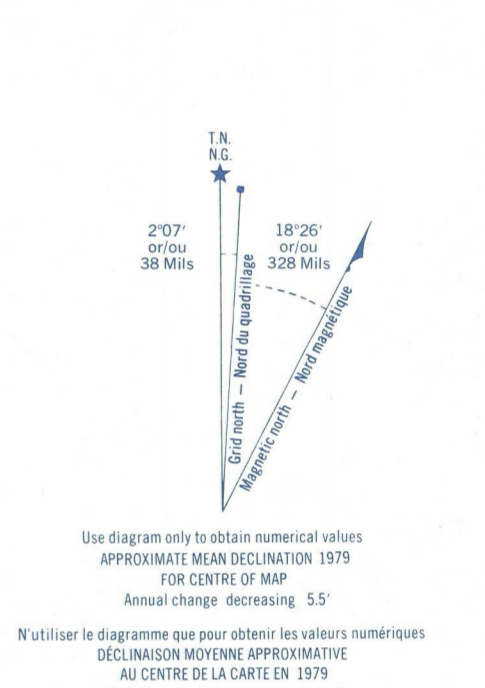 T.N.
N.G.
2°07′
or/ou
38 Mils
18°26′
or/ou
328 Mils
Grid north — Nord du quadrillage
Magnetic north — Nord magnétique
Use diagram only to obtain numerical values
APPROXIMATE MEAN DECLINATION 1979
FOR CENTRE OF MAP
Annual change decreasing 5.5′
N'utiliser le diagramme que pour obtenir les valeurs numériques
DÉCLINAISON MOYENNE APPROXIMATIVE
AU CENTRE DE LA CARTE EN 1979